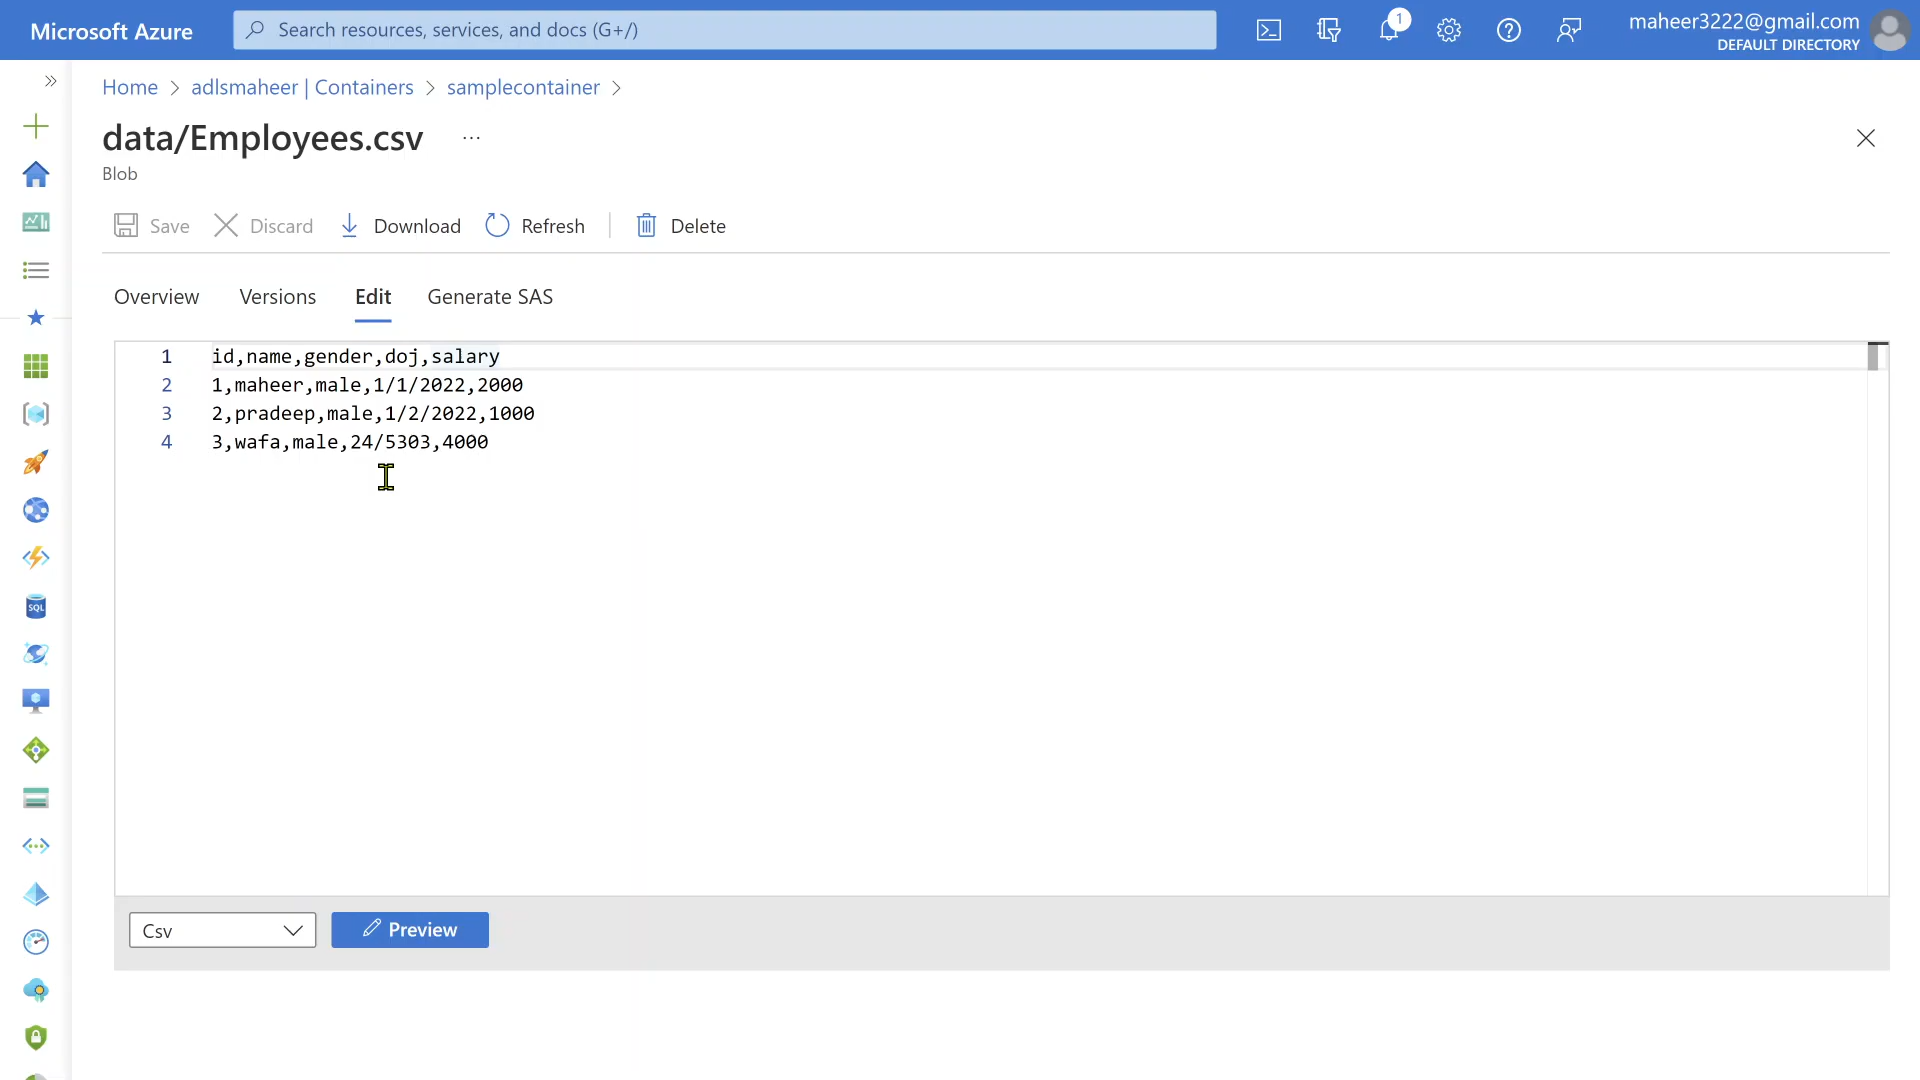 Microsoft Azure
Search resources, services, and docs (G+/)
1
maheer3222@gmail.com
DEFAULT DIRECTORY
Home > adlsmaheer | Containers > samplecontainer >
data/Employees.csv ...
Blob
Save Discard Download Refresh Delete
Overview Versions Edit Generate SAS
1 id,name,gender,doj,salary
2 1,maheer,male,1/1/2022,2000
3 2,pradeep,male,1/2/2022,1000
4 3,wafa,male,24/5303,4000
SQL
Csv Preview